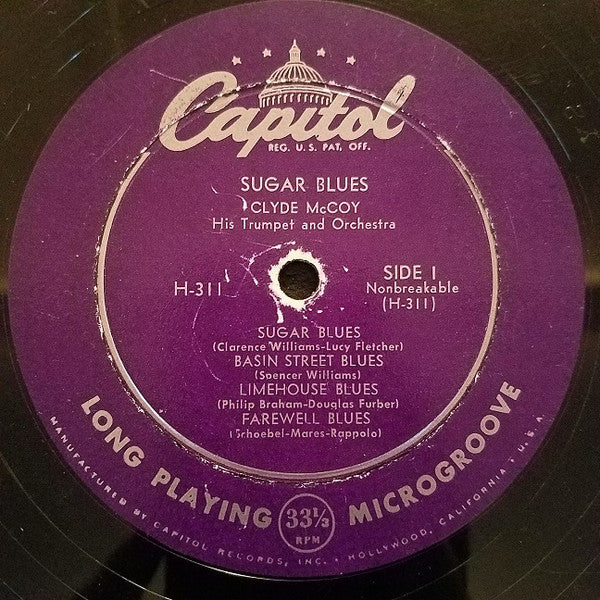 Capitol
REG. U.S. PAT. OFF.
SUGAR BLUES
CLYDE McCOY
His Trumpet and Orchestra
H-311
SIDE 1
Nonbreakable
(H-311)
SUGAR BLUES
(Clarence Williams-Lucy Fletcher)
BASIN STREET BLUES
(Spencer Williams)
LIMEHOUSE BLUES
(Philip Braham-Douglas Furber)
FAREWELL BLUES
(Schoebel-Mares-Rappolo)
LONG PLAYING 33⅓ RPM MICROGROOVE
MANUFACTURED BY CAPITOL RECORDS, INC. • HOLLYWOOD, CALIFORNIA • U.S.A.